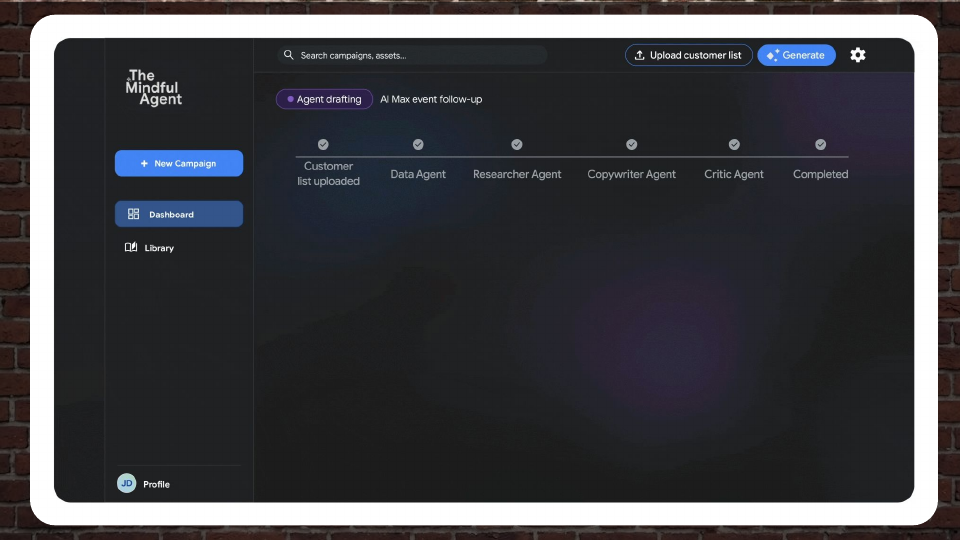 The
Mindful
Agent
+ New Campaign
Dashboard
Library
JD Profile
Search campaigns, assets...
Upload customer list
Generate
Agent drafting
AI Max event follow-up
Customer
list uploaded
Data Agent
Researcher Agent
Copywriter Agent
Critic Agent
Completed